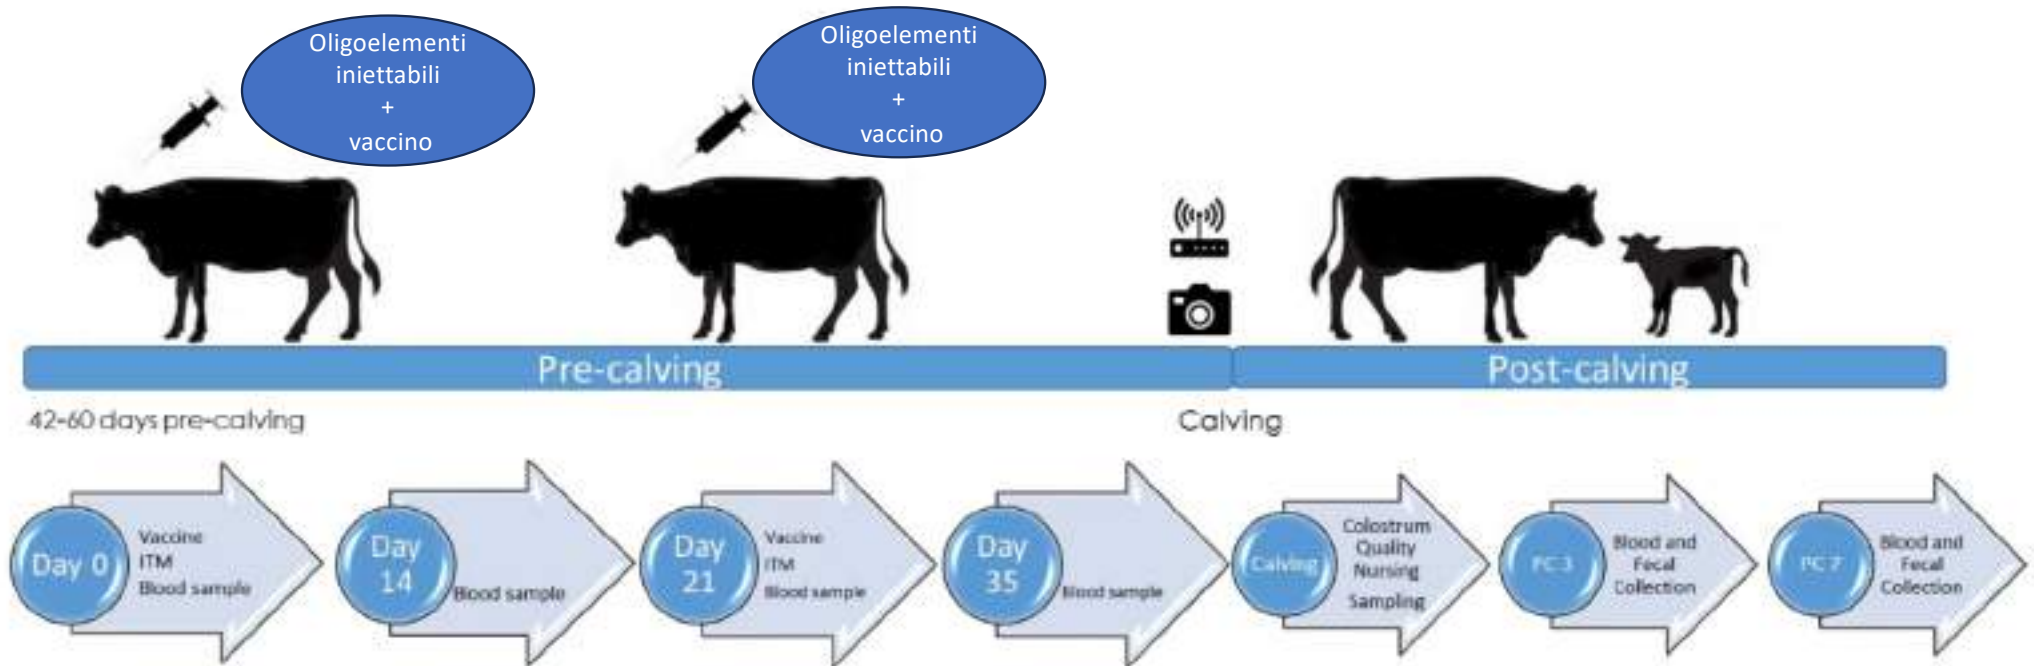 Oligoelementi
iniettabili
+
vaccino
Oligoelementi
iniettabili
+
vaccino
Pre-calving
Post-calving
42-60 days pre-calving
Calving
Day 0
Vaccine
ITM
Blood sample
Day
14
Blood sample
Day
21
Vaccine
ITM
Blood sample
Day
35
Blood sample
Calving
Colostrum
Quality
Nursing
Sampling
PC 3
Blood and
Fecal
Collection
PC 7
Blood and
Fecal
Collection